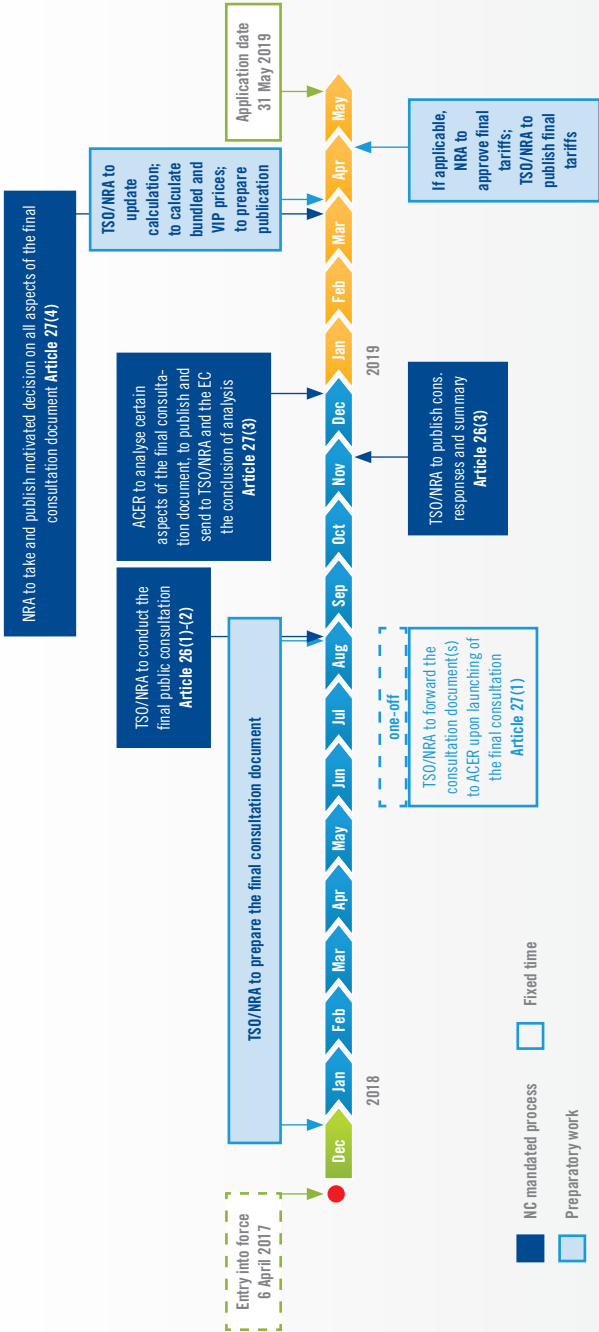 NRA to take and publish motivated decision on all aspects of the final
consultation document Article 27(4)
TSO/NRA to
update
calculation;
to calculate
bundled and
VIP prices;
to prepare
publication
Application date
31 May 2019
ACER to analyse certain
aspects of the final consulta-
tion document, to publish and
send to TSO/NRA and the EC
the conclusion of analysis
Article 27(3)
TSO/NRA to conduct the
final public consultation
Article 26(1)-(2)
TSO/NRA to prepare the final consultation document
Entry into force
6 April 2017
Dec
Jan
Feb
Mar
Apr
May
Jun
Jul
Aug
Sep
Oct
Nov
Dec
Jan
Feb
Mar
Apr
May
2018
2019
one-off
TSO/NRA to forward the
consultation document(s)
to ACER upon launching of
the final consultation
Article 27(1)
TSO/NRA to publish cons.
responses and summary
Article 26(3)
If applicable,
NRA to
approve final
tariffs;
TSO/NRA to
publish final
tariffs
NC mandated process
Fixed time
Preparatory work